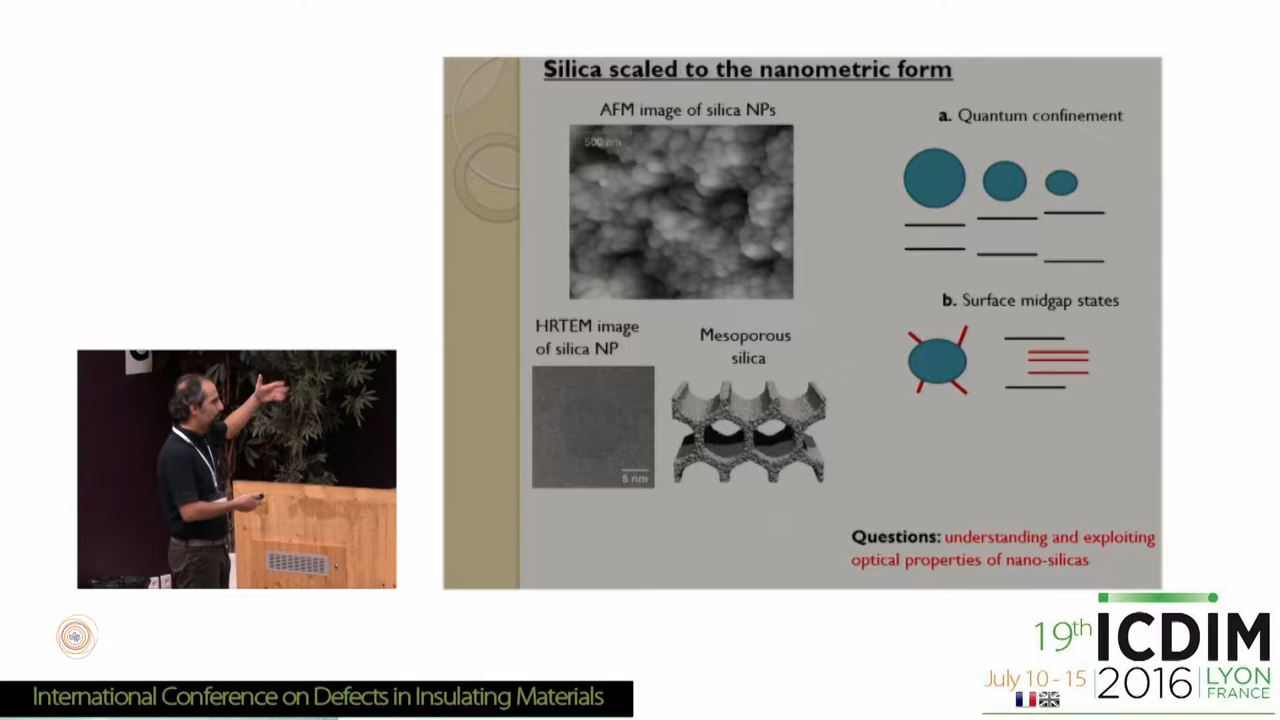 Silica scaled to the nanometric form
AFM image of silica NPs
500 nm
a. Quantum confinement
b. Surface midgap states
HRTEM image
of silica NP
5 nm
Mesoporous
silica
Questions: understanding and exploiting
optical properties of nano-silicas
19th ICDIM
July 10 - 15 2016 LYON
FRANCE
International Conference on Defects in Insulating Materials